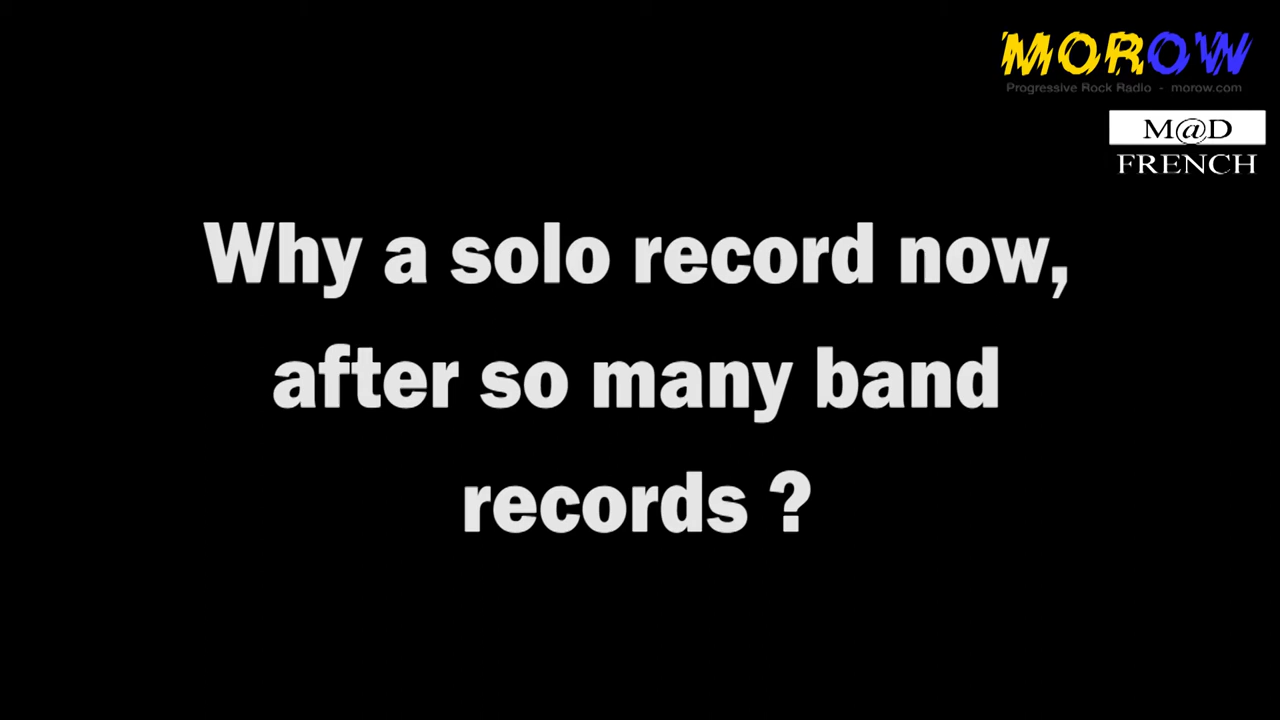 MOROW
Progressive Rock Radio - morow.com
M@D
FRENCH
Why a solo record now,
after so many band
records ?